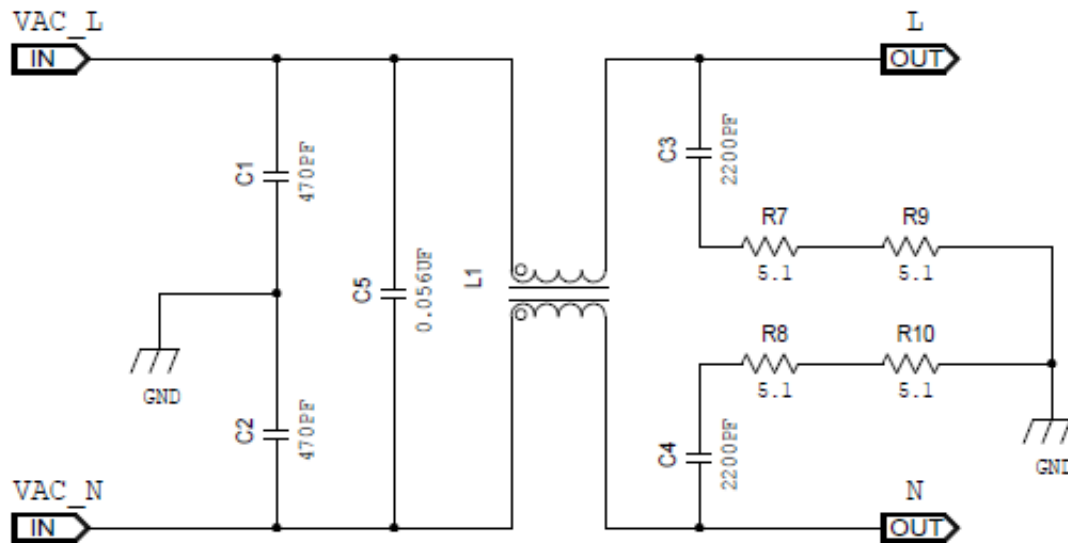 VAC_L
IN
L
OUT
C1
470PF
C5
0.056UF
L1
C3
2200PF
R7
5.1
R9
5.1
GND
C2
470PF
R8
5.1
R10
5.1
C4
2200PF
GND
VAC_N
IN
N
OUT